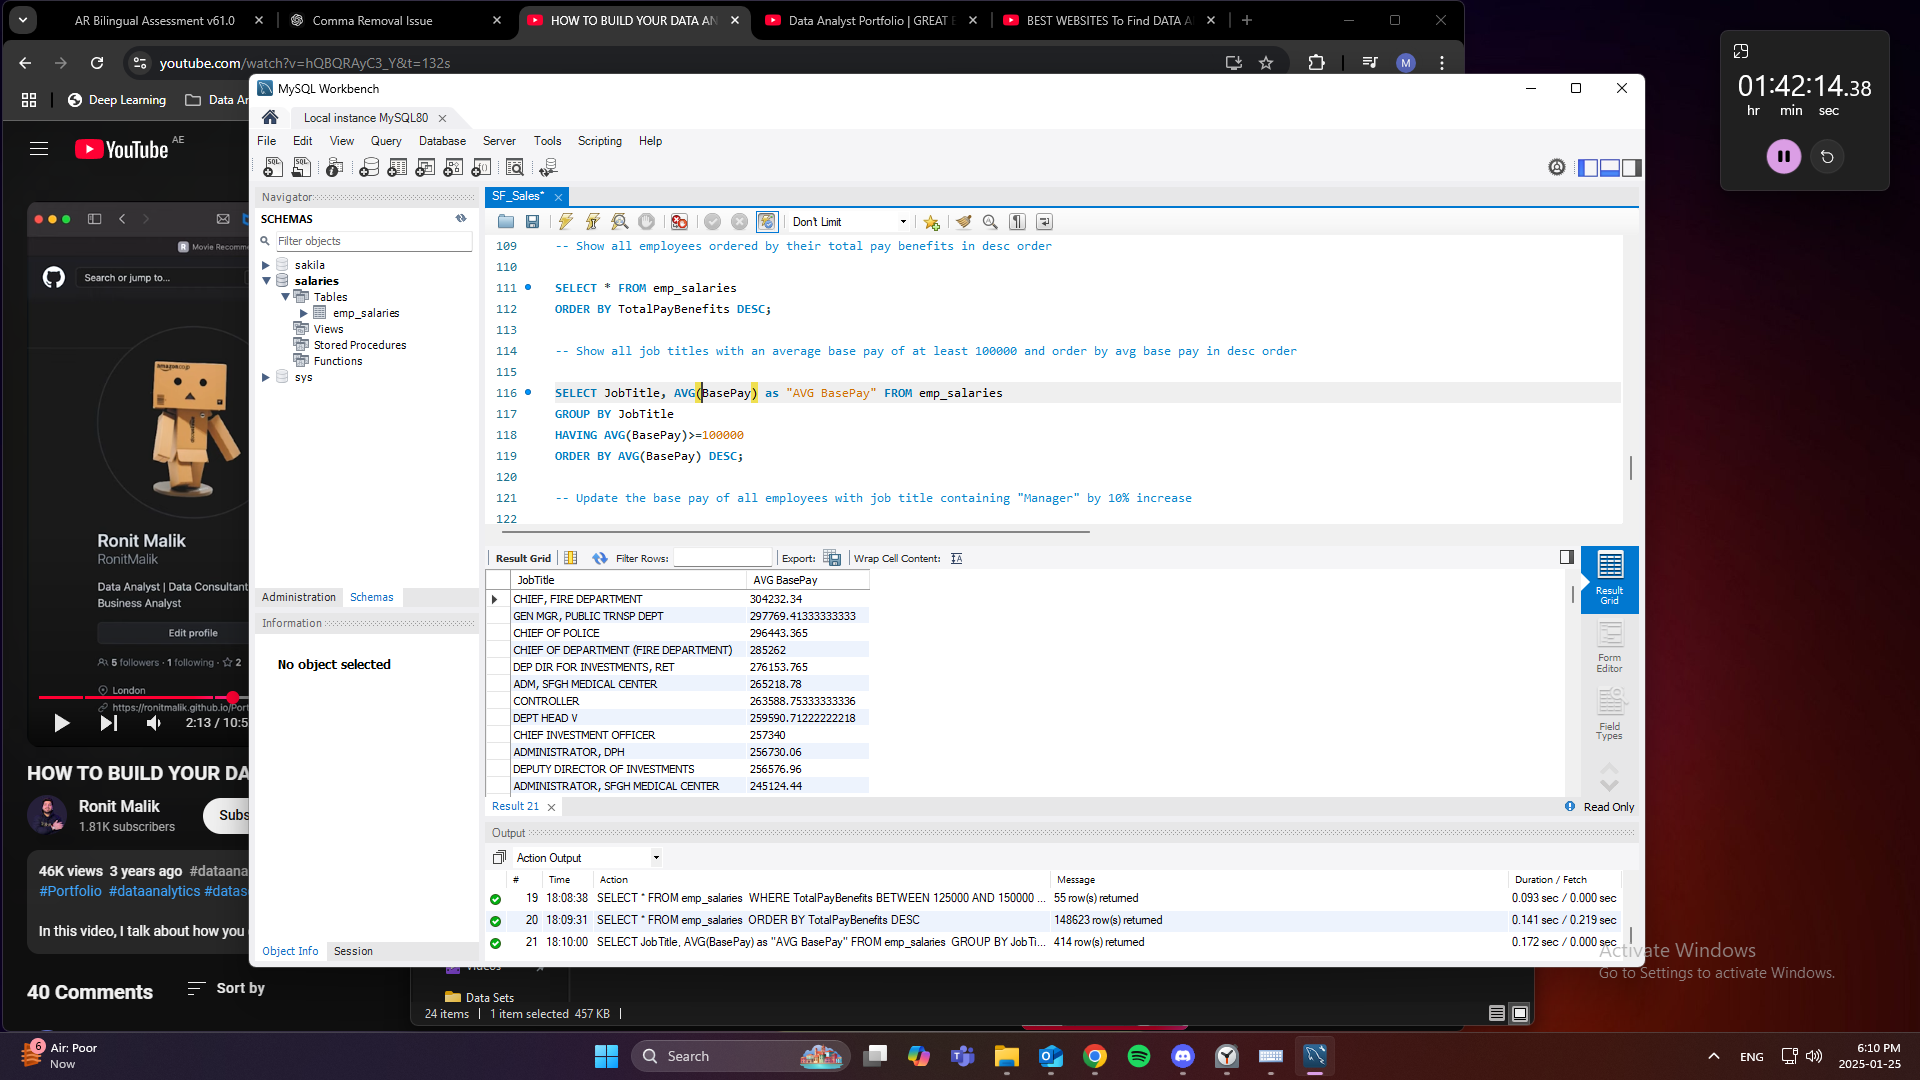 AR Bilingual Assessment v61.0
Comma Removal Issue
HOW TO BUILD YOUR DATA AN
Data Analyst Portfolio | GREAT E
BEST WEBSITES To Find DATA A
youtube.com/watch?v=hQBQRAyC3_Y&t=132s
M
Deep Learning
Data An
YouTube AE
01:42:14.38
hr min sec
MySQL Workbench
Local instance MySQL80
File Edit View Query Database Server Tools Scripting Help
Navigator
SCHEMAS
Filter objects
sakila
salaries
Tables
emp_salaries
Views
Stored Procedures
Functions
sys
Administration Schemas
Information
No object selected
Object Info Session
SF_Sales*
Don't Limit
109 -- Show all employees ordered by their total pay benefits in desc order
110
111 SELECT * FROM emp_salaries
112 ORDER BY TotalPayBenefits DESC;
113
114 -- Show all job titles with an average base pay of at least 100000 and order by avg base pay in desc order
115
116 SELECT JobTitle, AVG(BasePay) as "AVG BasePay" FROM emp_salaries
117 GROUP BY JobTitle
118 HAVING AVG(BasePay)>=100000
119 ORDER BY AVG(BasePay) DESC;
120
121 -- Update the base pay of all employees with job title containing "Manager" by 10% increase
122
Result Grid Filter Rows: Export: Wrap Cell Content:
JobTitle AVG BasePay
CHIEF, FIRE DEPARTMENT 304232.34
GEN MGR, PUBLIC TRNSP DEPT 297769.41333333333
CHIEF OF POLICE 296443.365
CHIEF OF DEPARTMENT (FIRE DEPARTMENT) 285262
DEP DIR FOR INVESTMENTS, RET 276153.765
ADM, SFGH MEDICAL CENTER 265218.78
CONTROLLER 263588.75333333336
DEPT HEAD V 259590.71222222218
CHIEF INVESTMENT OFFICER 257340
ADMINISTRATOR, DPH 256730.06
DEPUTY DIRECTOR OF INVESTMENTS 256576.96
ADMINISTRATOR, SFGH MEDICAL CENTER 245124.44
Result Grid
Form Editor
Field Types
Result 21
Read Only
Output
Action Output
# Time Action Message Duration / Fetch
19 18:08:38 SELECT * FROM emp_salaries WHERE TotalPayBenefits BETWEEN 125000 AND 150000 ... 55 row(s) returned 0.093 sec / 0.000 sec
20 18:09:31 SELECT * FROM emp_salaries ORDER BY TotalPayBenefits DESC 148623 row(s) returned 0.141 sec / 0.219 sec
21 18:10:00 SELECT JobTitle, AVG(BasePay) as "AVG BasePay" FROM emp_salaries GROUP BY JobTi... 414 row(s) returned 0.172 sec / 0.000 sec
R Movie Recomm
Search or jump to...
amazon.co.jp
Ronit Malik
RonitMalik
Data Analyst | Data Consultant
Business Analyst
Edit profile
5 followers · 1 following · 2
London
https://ronitmalik.github.io/Port
2:13 / 10:5
HOW TO BUILD YOUR DA
Ronit Malik
1.81K subscribers
Subs
46K views 3 years ago #dataana
#Portfolio #dataanalytics #datas
In this video, I talk about how you
40 Comments
Sort by
Videos
Data Sets
24 items 1 item selected 457 KB
Activate Windows
Go to Settings to activate Windows.
6
Air: Poor
Now
Search
ENG
6:10 PM
2025-01-25